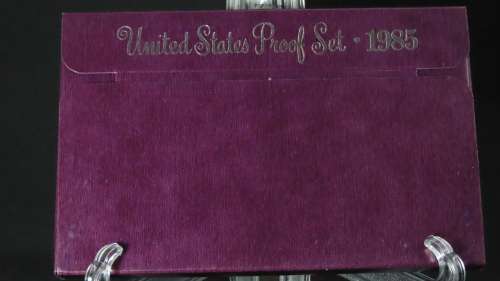 United States Proof Set - 1985